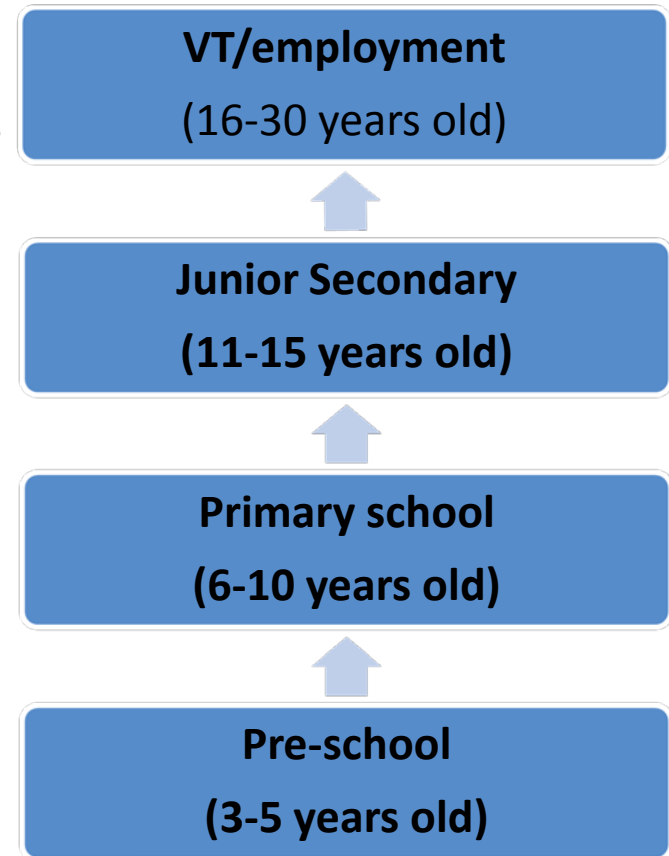 VT/employment
(16-30 years old)
Junior Secondary
(11-15 years old)
Primary school
(6-10 years old)
Pre-school
(3-5 years old)